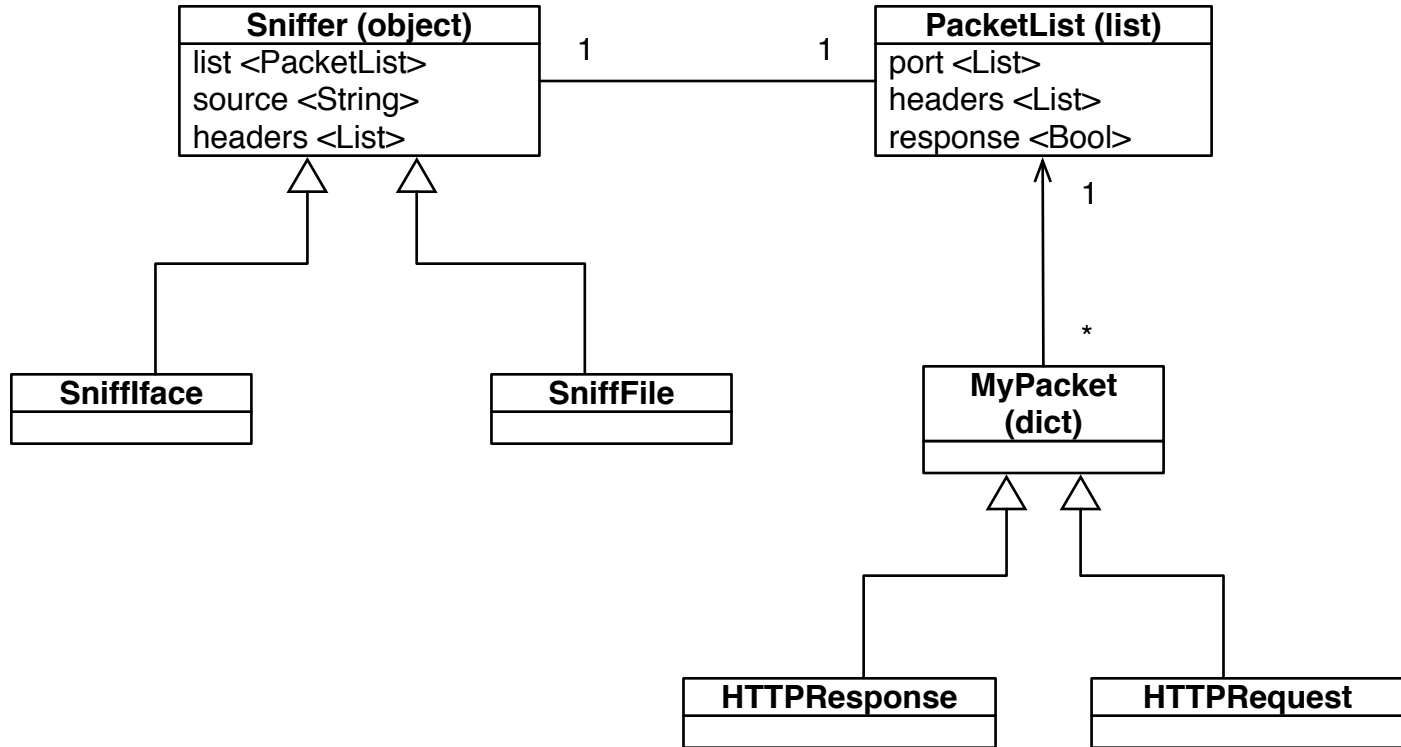 Sniffer (object)
list <PacketList>
source <String>
headers <List>
1
1
PacketList (list)
port <List>
headers <List>
response <Bool>
1
*
SniffIface
SniffFile
MyPacket
(dict)
HTTPResponse
HTTPRequest